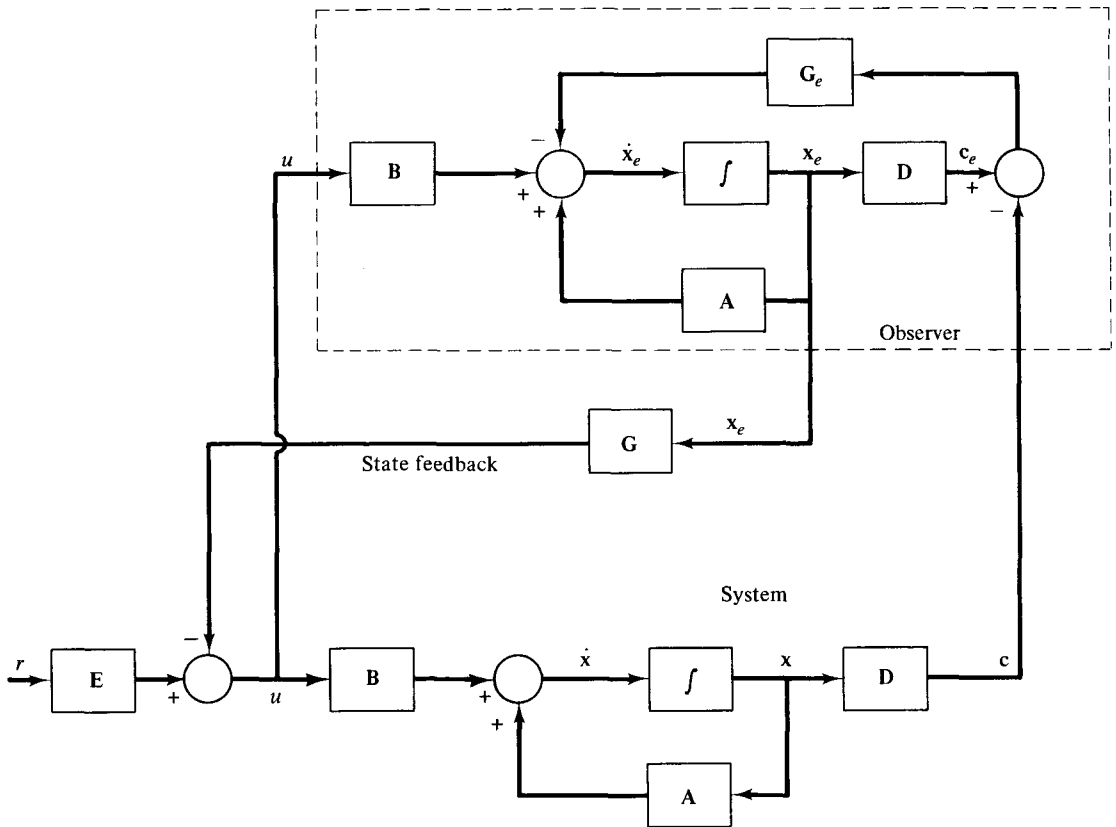 Gₑ
−
u
B
ẋₑ
∫
xₑ
D
cₑ
+
+
+
−
A
Observer
G
xₑ
State feedback
System
−
r
E
+
u
B
+
+
ẋ
∫
x
D
c
A